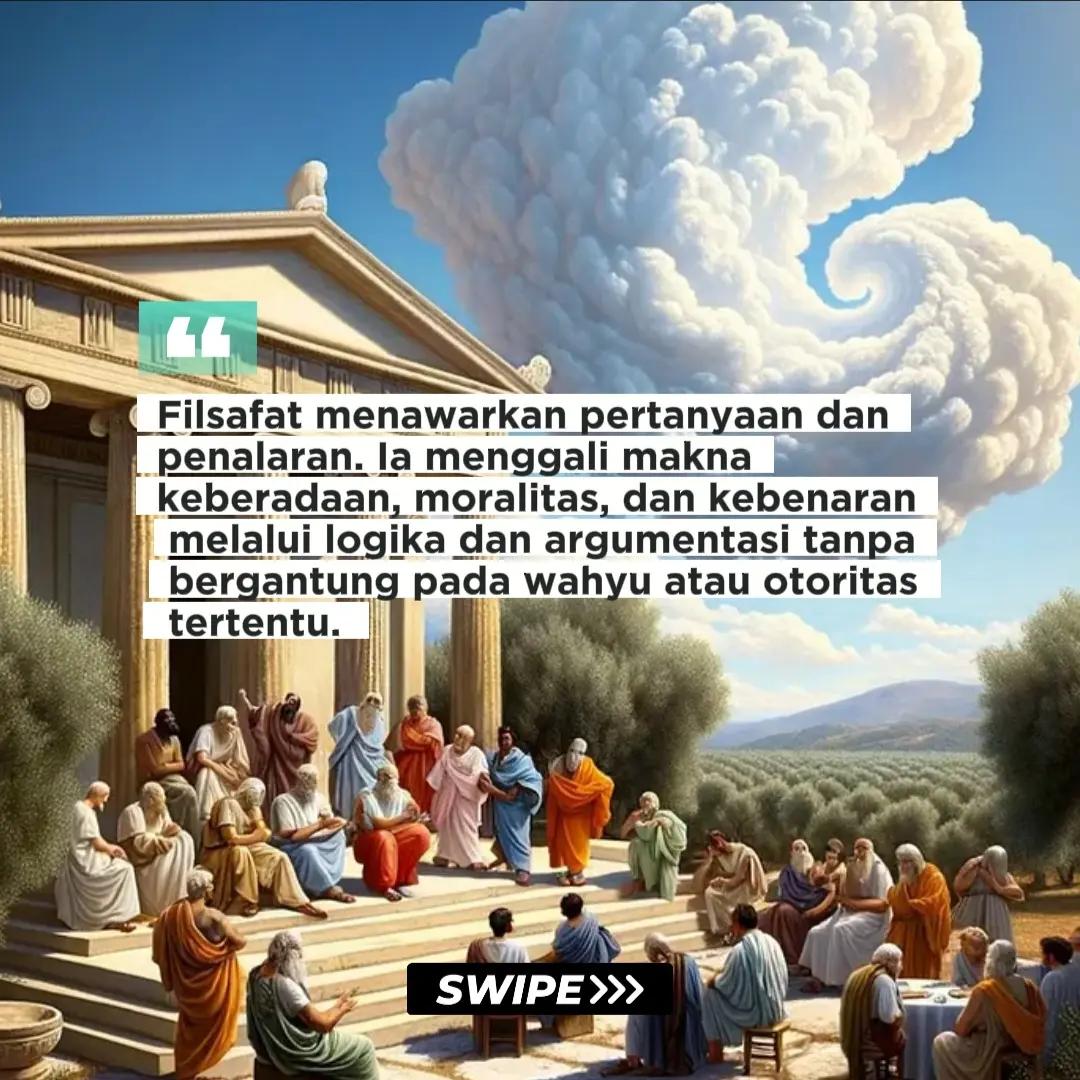 “
Filsafat menawarkan pertanyaan dan
penalaran. Ia menggali makna
keberadaan, moralitas, dan kebenaran
melalui logika dan argumentasi tanpa
bergantung pada wahyu atau otoritas
tertentu.
SWIPE>>>